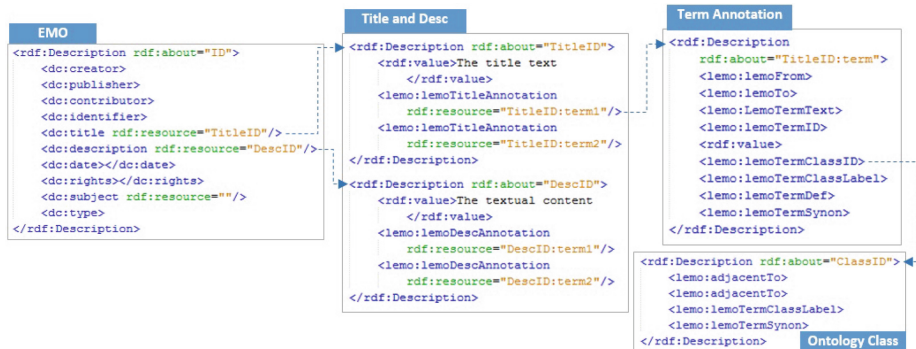 EMO
<rdf:Description rdf:about="ID">
<dc:creator>
<dc:publisher>
<dc:contributor>
<dc:identifier>
<dc:title rdf:resource="TitleID"/>
<dc:description rdf:resource="DescID"/>
<dc:date></dc:date>
<dc:rights></dc:rights>
<dc:subject rdf:resource=""/>
<dc:type>
</rdf:Description>
Title and Desc
<rdf:Description rdf:about="TitleID">
<rdf:value>The title text
</rdf:value>
<lemo:lemoTitleAnnotation
rdf:resource="TitleID:term1"/>
<lemo:lemoTitleAnnotation
rdf:resource="TitleID:term2"/>
</rdf:Description>
<rdf:Description rdf:about="DescID">
<rdf:value>The textual content
</rdf:value>
<lemo:lemoDescAnnotation
rdf:resource="DescID:term1"/>
<lemo:lemoDescAnnotation
rdf:resource="DescID:term2"/>
</rdf:Description>
Term Annotation
<rdf:Description
rdf:about="TitleID:term">
<lemo:lemoFrom>
<lemo:lemoTo>
<lemo:LemoTermText>
<lemo:lemoTermID>
<rdf:value>
<lemo:lemoTermClassID>
<lemo:lemoTermClassLabel>
<lemo:lemoTermDef>
<lemo:lemoTermSynon>
</rdf:Description>
<rdf:Description rdf:about="ClassID">
<lemo:adjacentTo>
<lemo:adjacentTo>
<lemo:lemoTermClassLabel>
<lemo:lemoTermSynon>
</rdf:Description>
Ontology Class